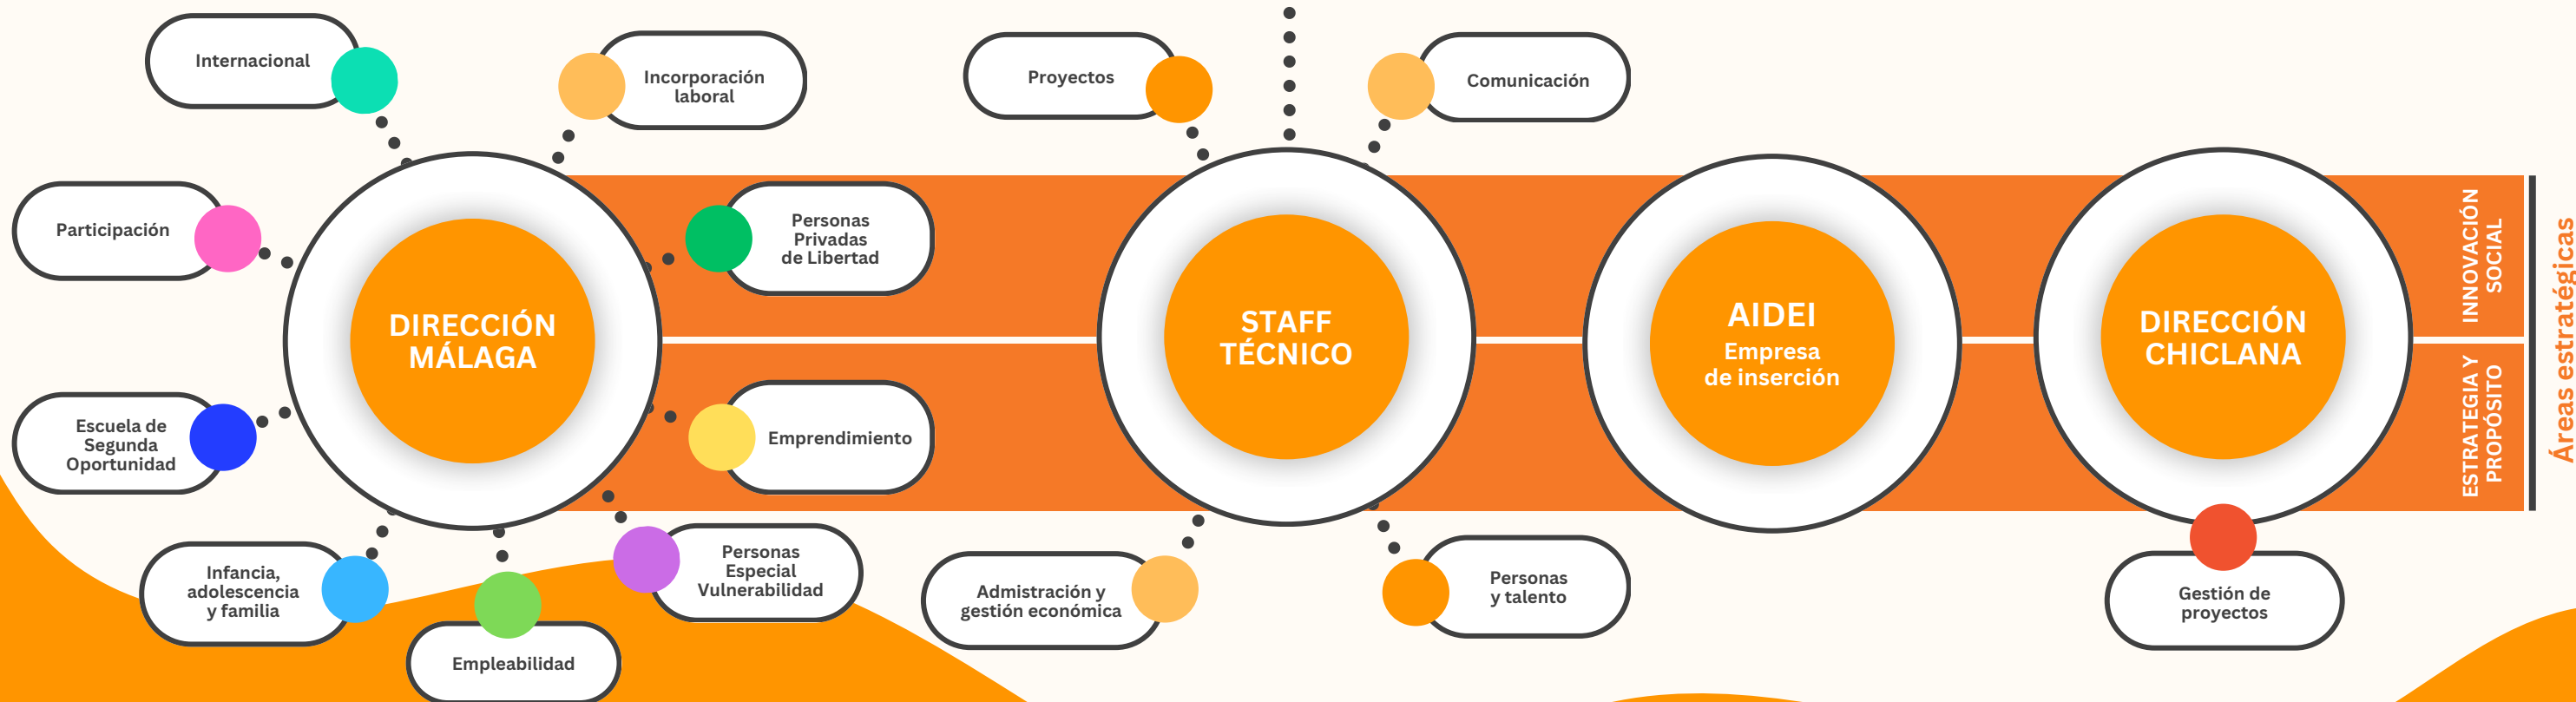 Internacional
Incorporación
laboral
Participación
Personas
Privadas
de Libertad
DIRECCIÓN
MÁLAGA
Escuela de
Segunda
Oportunidad
Emprendimiento
Infancia,
adolescencia
y familia
Empleabilidad
Personas
Especial
Vulnerabilidad
Proyectos
Comunicación
STAFF
TÉCNICO
Admistración y
gestión económica
Personas
y talento
AIDEI
Empresa
de inserción
DIRECCIÓN
CHICLANA
Gestión de
proyectos
INNOVACIÓN
SOCIAL
ESTRATEGIA Y
PROPÓSITO
Áreas estratégicas